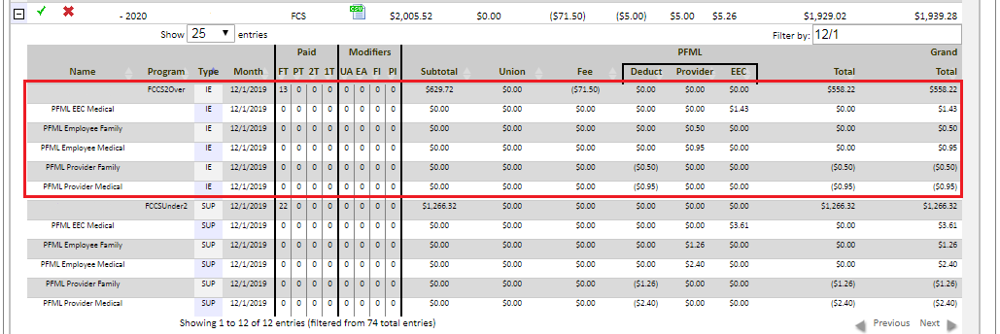 - 2020 FCS CSV $2,005.52 $0.00 ($71.50) ($5.00) $5.00 $5.26 $1,929.02 $1,939.28
Show 25 entries Filter by: 12/1
Paid Modifiers PFML Grand
Name Program Type Month FT PT 2T 1T UA EA FI PI Subtotal Union Fee Deduct Provider EEC Total Total
FCCS2Over IE 12/1/2019 13 0 0 0 0 0 0 0 $629.72 $0.00 ($71.50) $0.00 $0.00 $0.00 $558.22 $558.22
PFML EEC Medical IE 12/1/2019 0 0 0 0 0 0 0 0 $0.00 $0.00 $0.00 $0.00 $0.00 $1.43 $0.00 $1.43
PFML Employee Family IE 12/1/2019 0 0 0 0 0 0 0 0 $0.00 $0.00 $0.00 $0.00 $0.50 $0.00 $0.00 $0.50
PFML Employee Medical IE 12/1/2019 0 0 0 0 0 0 0 0 $0.00 $0.00 $0.00 $0.00 $0.95 $0.00 $0.00 $0.95
PFML Provider Family IE 12/1/2019 0 0 0 0 0 0 0 0 $0.00 $0.00 $0.00 ($0.50) $0.00 $0.00 ($0.50) ($0.50)
PFML Provider Medical IE 12/1/2019 0 0 0 0 0 0 0 0 $0.00 $0.00 $0.00 ($0.95) $0.00 $0.00 ($0.95) ($0.95)
FCCSUnder2 SUP 12/1/2019 22 0 0 0 0 0 0 0 $1,266.32 $0.00 $0.00 $0.00 $0.00 $0.00 $1,266.32 $1,266.32
PFML EEC Medical SUP 12/1/2019 0 0 0 0 0 0 0 0 $0.00 $0.00 $0.00 $0.00 $0.00 $3.61 $0.00 $3.61
PFML Employee Family SUP 12/1/2019 0 0 0 0 0 0 0 0 $0.00 $0.00 $0.00 $0.00 $1.26 $0.00 $0.00 $1.26
PFML Employee Medical SUP 12/1/2019 0 0 0 0 0 0 0 0 $0.00 $0.00 $0.00 $0.00 $2.40 $0.00 $0.00 $2.40
PFML Provider Family SUP 12/1/2019 0 0 0 0 0 0 0 0 $0.00 $0.00 $0.00 ($1.26) $0.00 $0.00 ($1.26) ($1.26)
PFML Provider Medical SUP 12/1/2019 0 0 0 0 0 0 0 0 $0.00 $0.00 $0.00 ($2.40) $0.00 $0.00 ($2.40) ($2.40)
Showing 1 to 12 of 12 entries (filtered from 74 total entries) Previous Next